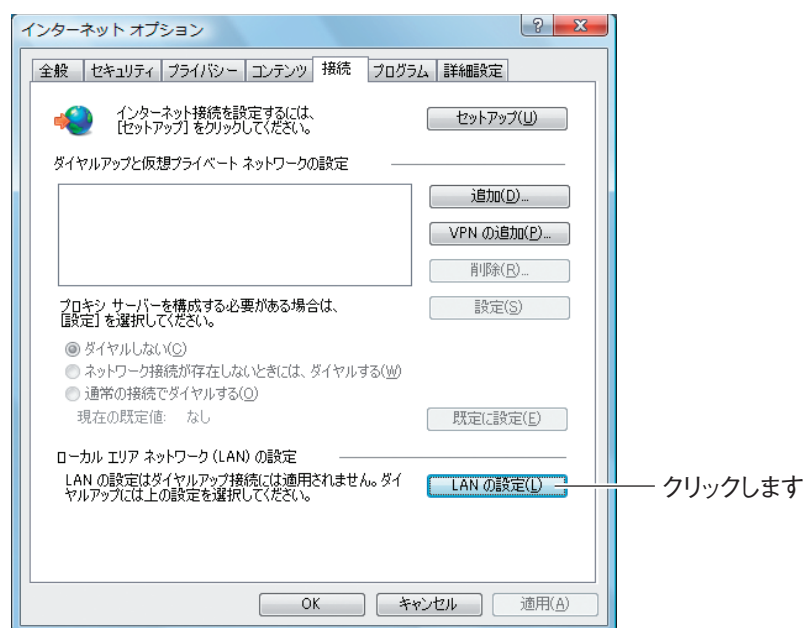 インターネット オプション
全般 セキュリティ プライバシー コンテンツ 接続 プログラム 詳細設定
インターネット接続を設定するには、
[セットアップ] をクリックしてください。
セットアップ(U)
ダイヤルアップと仮想プライベート ネットワークの設定
追加(D)...
VPN の追加(P)...
削除(R)...
プロキシ サーバーを構成する必要がある場合は、
[設定] を選択してください。
設定(S)
ダイヤルしない(C)
ネットワーク接続が存在しないときには、ダイヤルする(W)
通常の接続でダイヤルする(O)
現在の既定値: なし
既定に設定(E)
ローカル エリア ネットワーク (LAN) の設定
LAN の設定はダイヤルアップ接続には適用されません。ダイ
ヤルアップには上の設定を選択してください。
LAN の設定(L)
クリックします
OK キャンセル 適用(A)